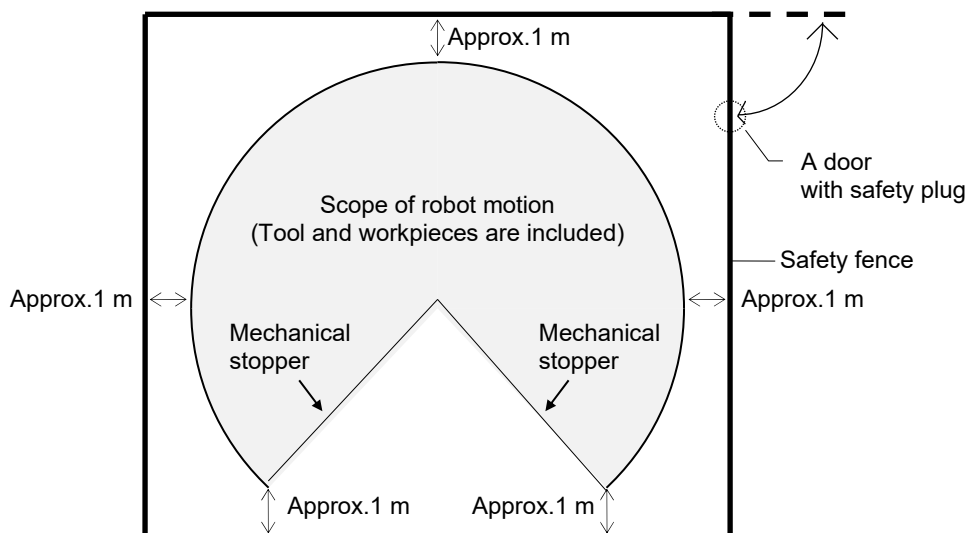 Approx.1 m
A door
with safety plug
Scope of robot motion
(Tool and workpieces are included)
Safety fence
Approx.1 m
Approx.1 m
Mechanical
stopper
Mechanical
stopper
Approx.1 m
Approx.1 m